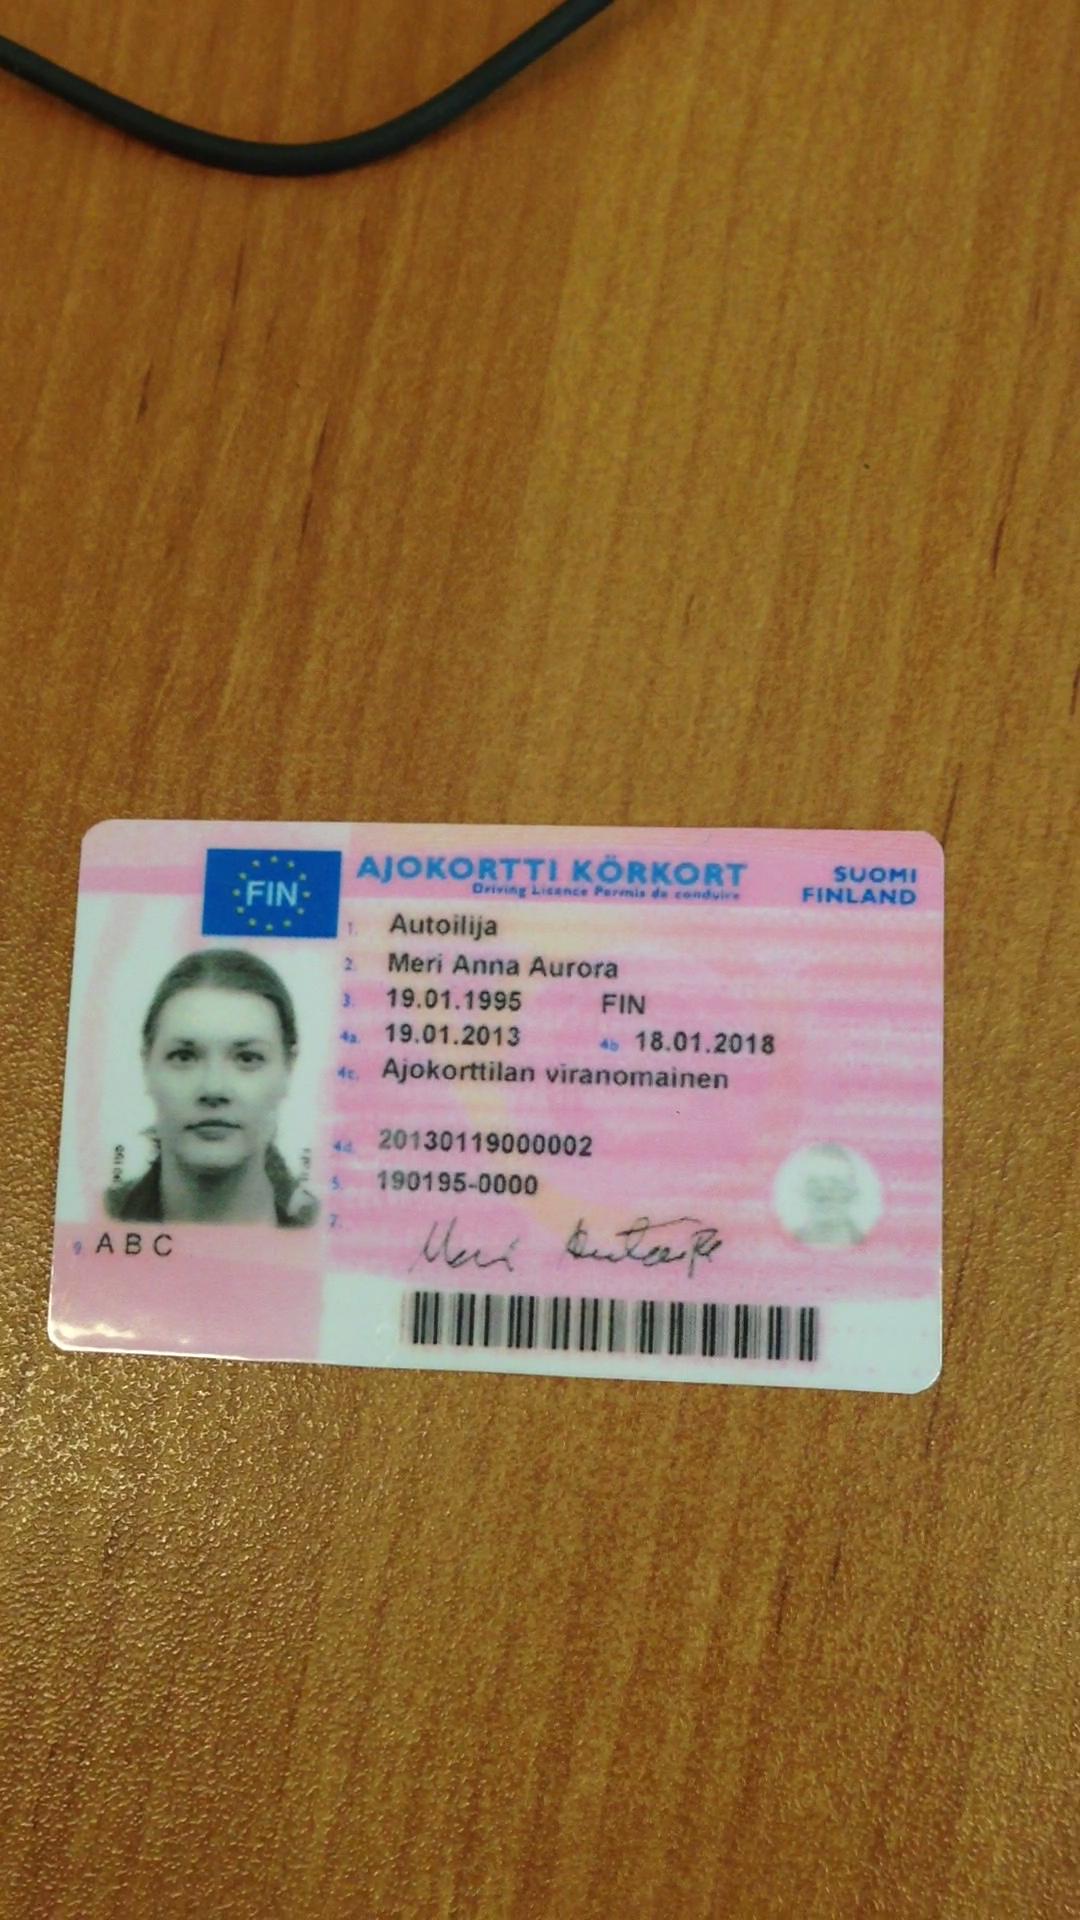 FIN
AJOKORTTI KÖRKORT
Driving Licence Permis de conduire
SUOMI
FINLAND
1. Autoilija
2. Meri Anna Aurora
3. 19.01.1995 FIN
4a. 19.01.2013 4b 18.01.2018
4c. Ajokorttilan viranomainen
4d. 20130119000002
5. 190195-0000
7. Meri Autoilija
9. A B C